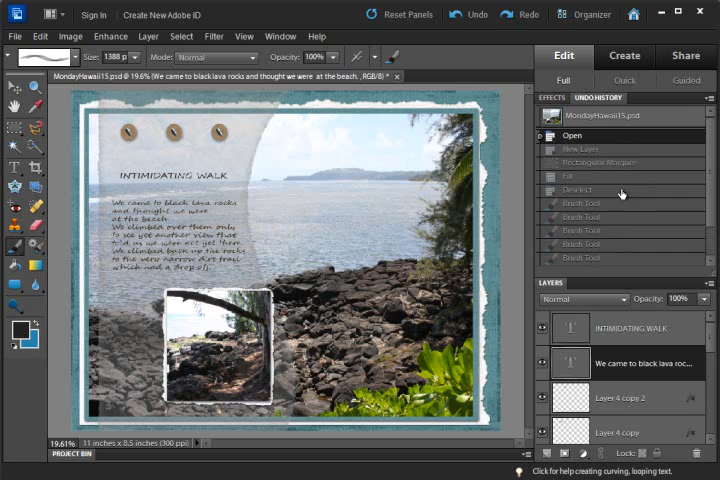 Sign In
Create New Adobe ID
Reset Panels
Undo
Redo
Organizer
File Edit Image Enhance Layer Select Filter View Window Help
Size: 1388 p
Mode: Normal
Opacity: 100%
Edit
Create
Share
Full
Quick
Guided
MondayHawaii15.psd @ 19.6% (We came to black lava rocks and thought we were at the beach. , RGB/8) *
EFFECTS
UNDO HISTORY
MondayHawaii15.psd
Open
New Layer
Rectangular Marquee
Fill
Deselect
Brush Tool
Brush Tool
Brush Tool
Brush Tool
Brush Tool
INTIMIDATING WALK
We came to black lava rocks
and thought we were
at the beach.
We climbed over them only
to see yet another view that
told us we were not yet there.
We climbed back up the rocks
to the very narrow dirt trail
which had a drop of
LAYERS
Normal
Opacity: 100%
INTIMIDATING WALK
We came to black lava roc...
Layer 4 copy 2
Layer 4 copy
Lock:
19.61%
11 inches x 8.5 inches (300 ppi)
PROJECT BIN
Click for help creating curving, looping text.